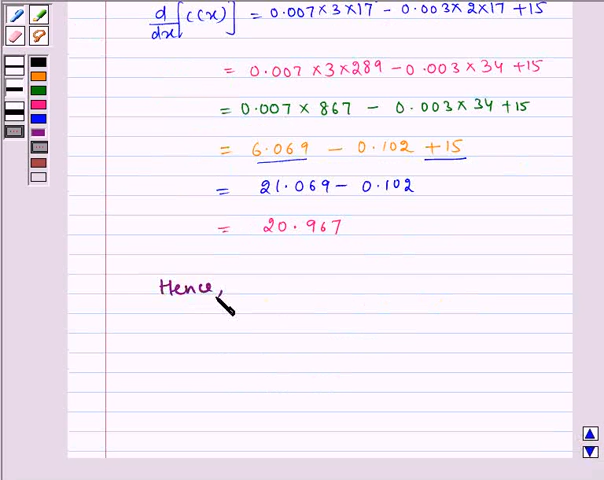 d/dx[C(x)] = 0.007×3×17 - 0.003×2×17 +15
= 0.007×3×289 - 0.003×34 +15
= 0.007×867 - 0.003×34 +15
= 6.069 - 0.102 +15
= 21.069 - 0.102
= 20.967
Hence,